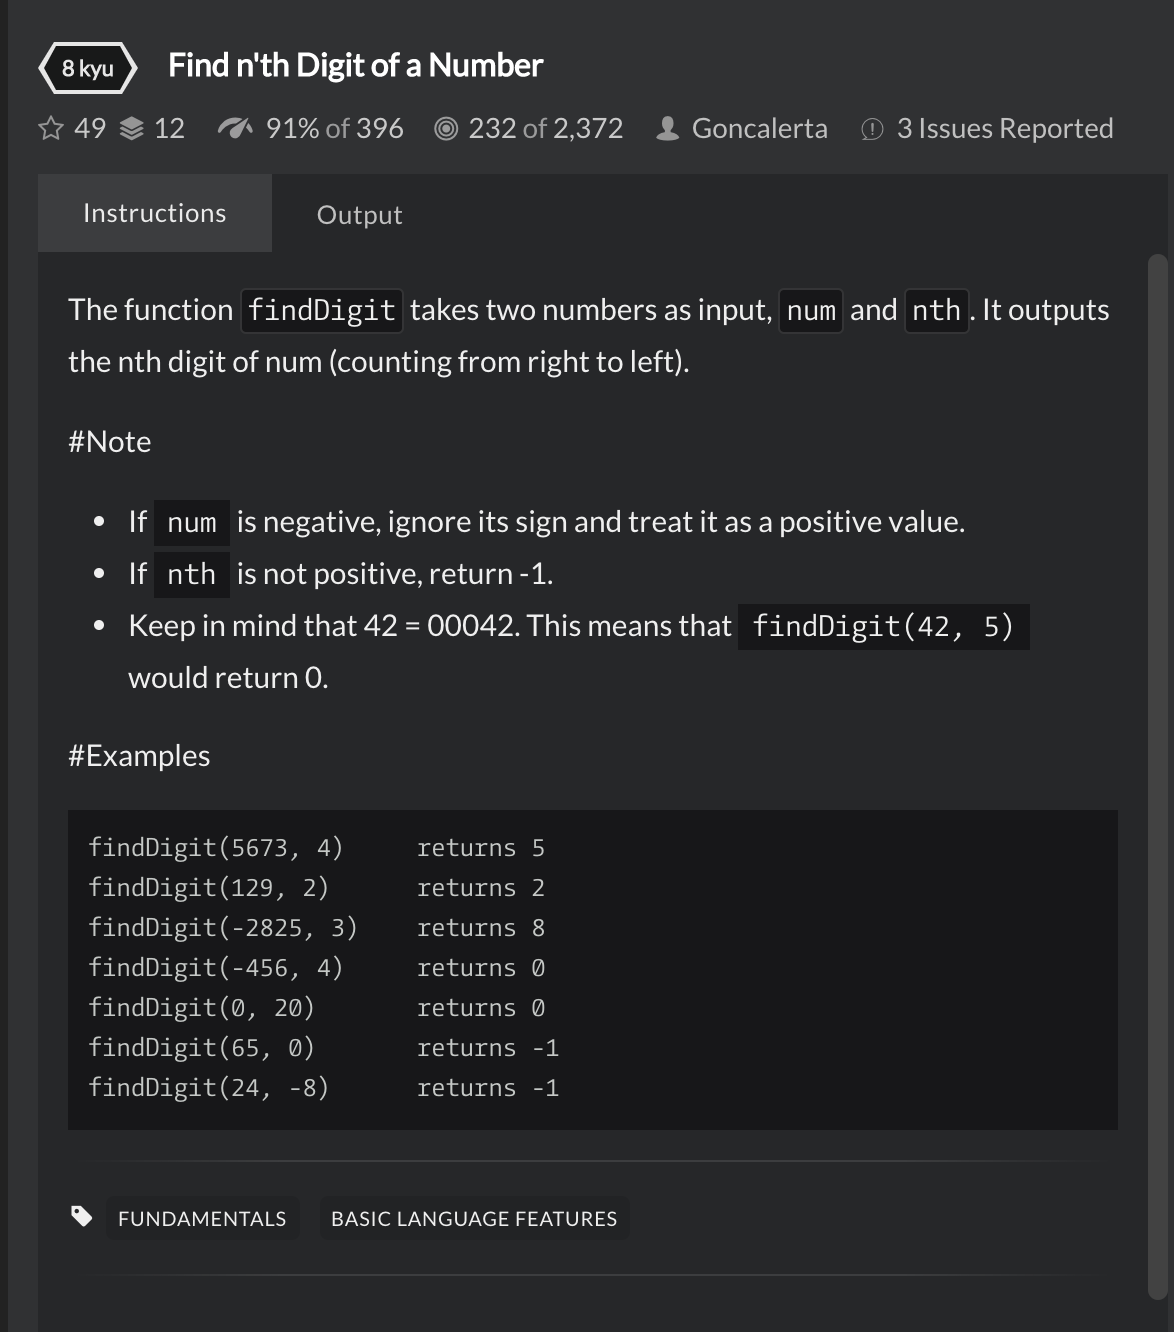 8 kyu Find n'th Digit of a Number
49 12 91% of 396 232 of 2,372 Goncalerta 3 Issues Reported
Instructions Output
The function findDigit takes two numbers as input, num and nth. It outputs
the nth digit of num (counting from right to left).
#Note
• If num is negative, ignore its sign and treat it as a positive value.
• If nth is not positive, return -1.
• Keep in mind that 42 = 00042. This means that findDigit(42, 5)
would return 0.
#Examples
findDigit(5673, 4) returns 5
findDigit(129, 2) returns 2
findDigit(-2825, 3) returns 8
findDigit(-456, 4) returns 0
findDigit(0, 20) returns 0
findDigit(65, 0) returns -1
findDigit(24, -8) returns -1
FUNDAMENTALS BASIC LANGUAGE FEATURES